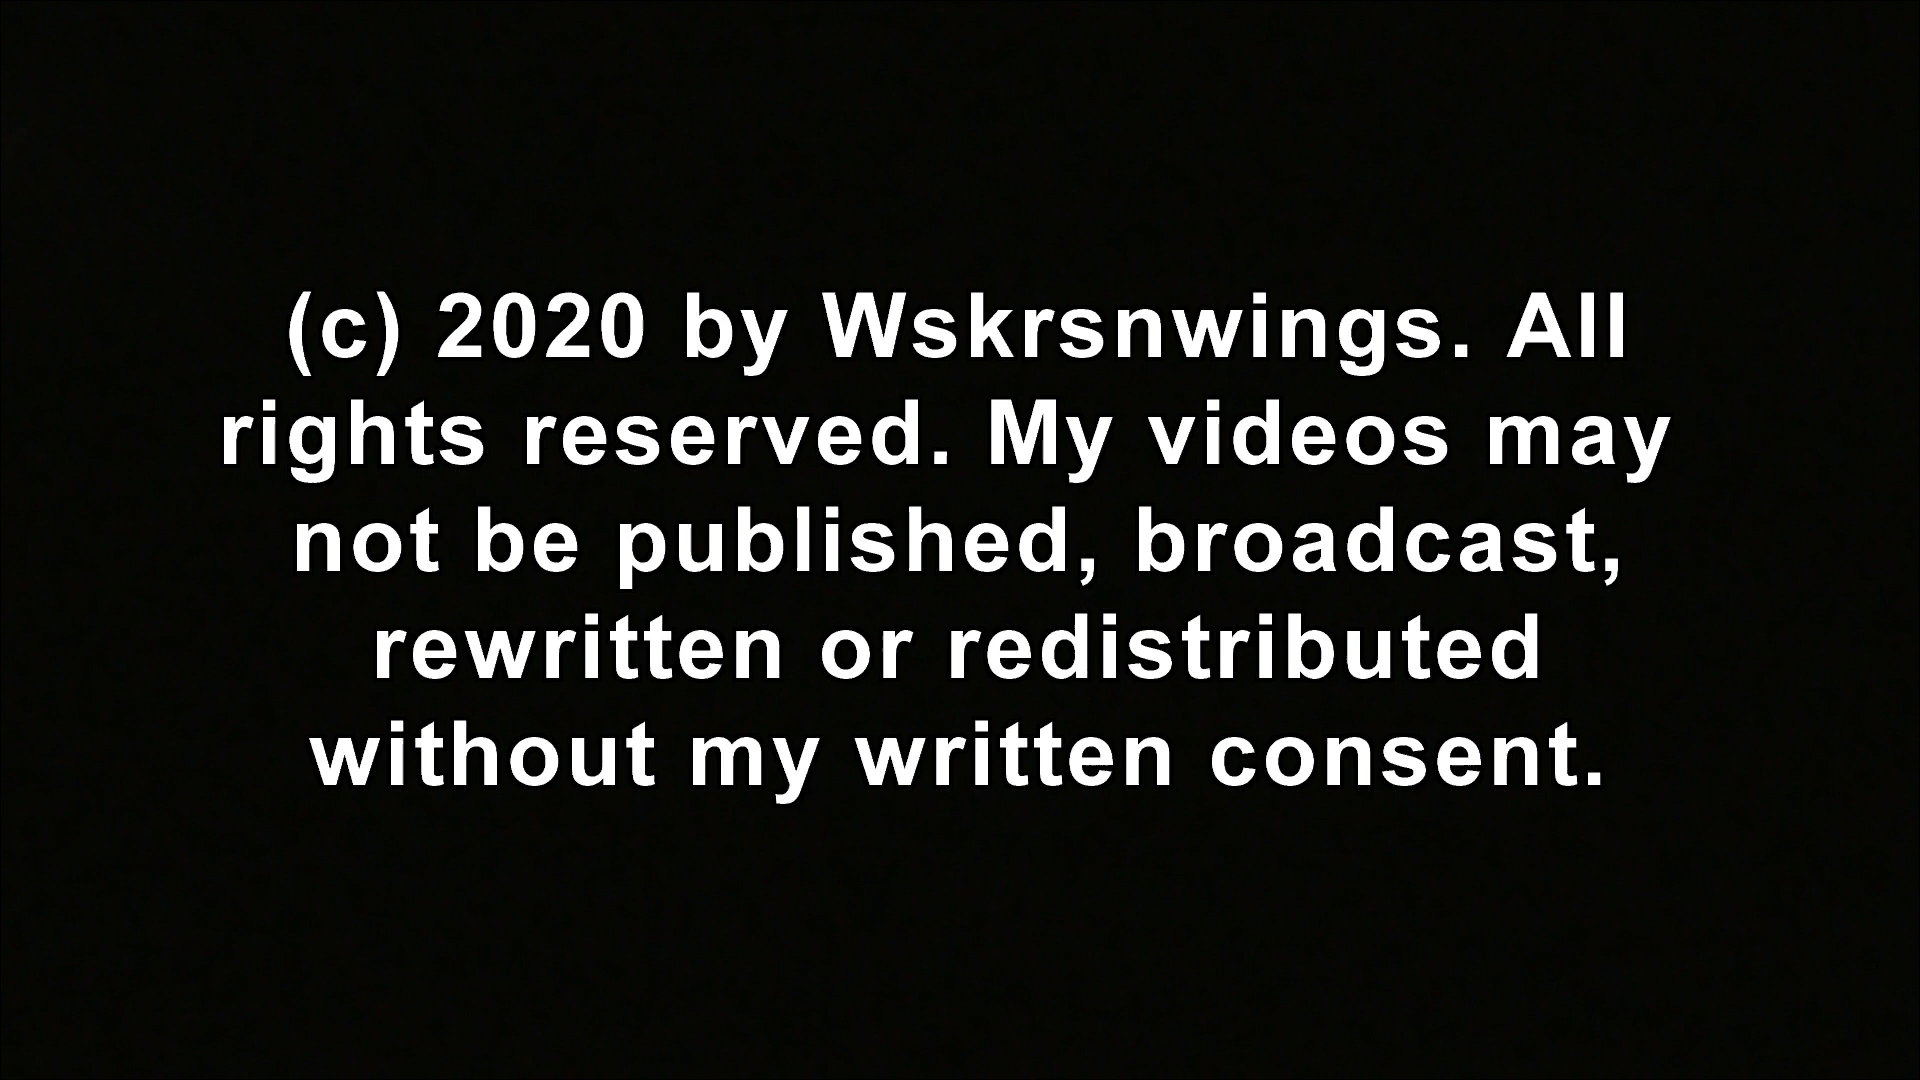 (c) 2020 by Wskrsnwings. All
rights reserved. My videos may
not be published, broadcast,
rewritten or redistributed
without my written consent.